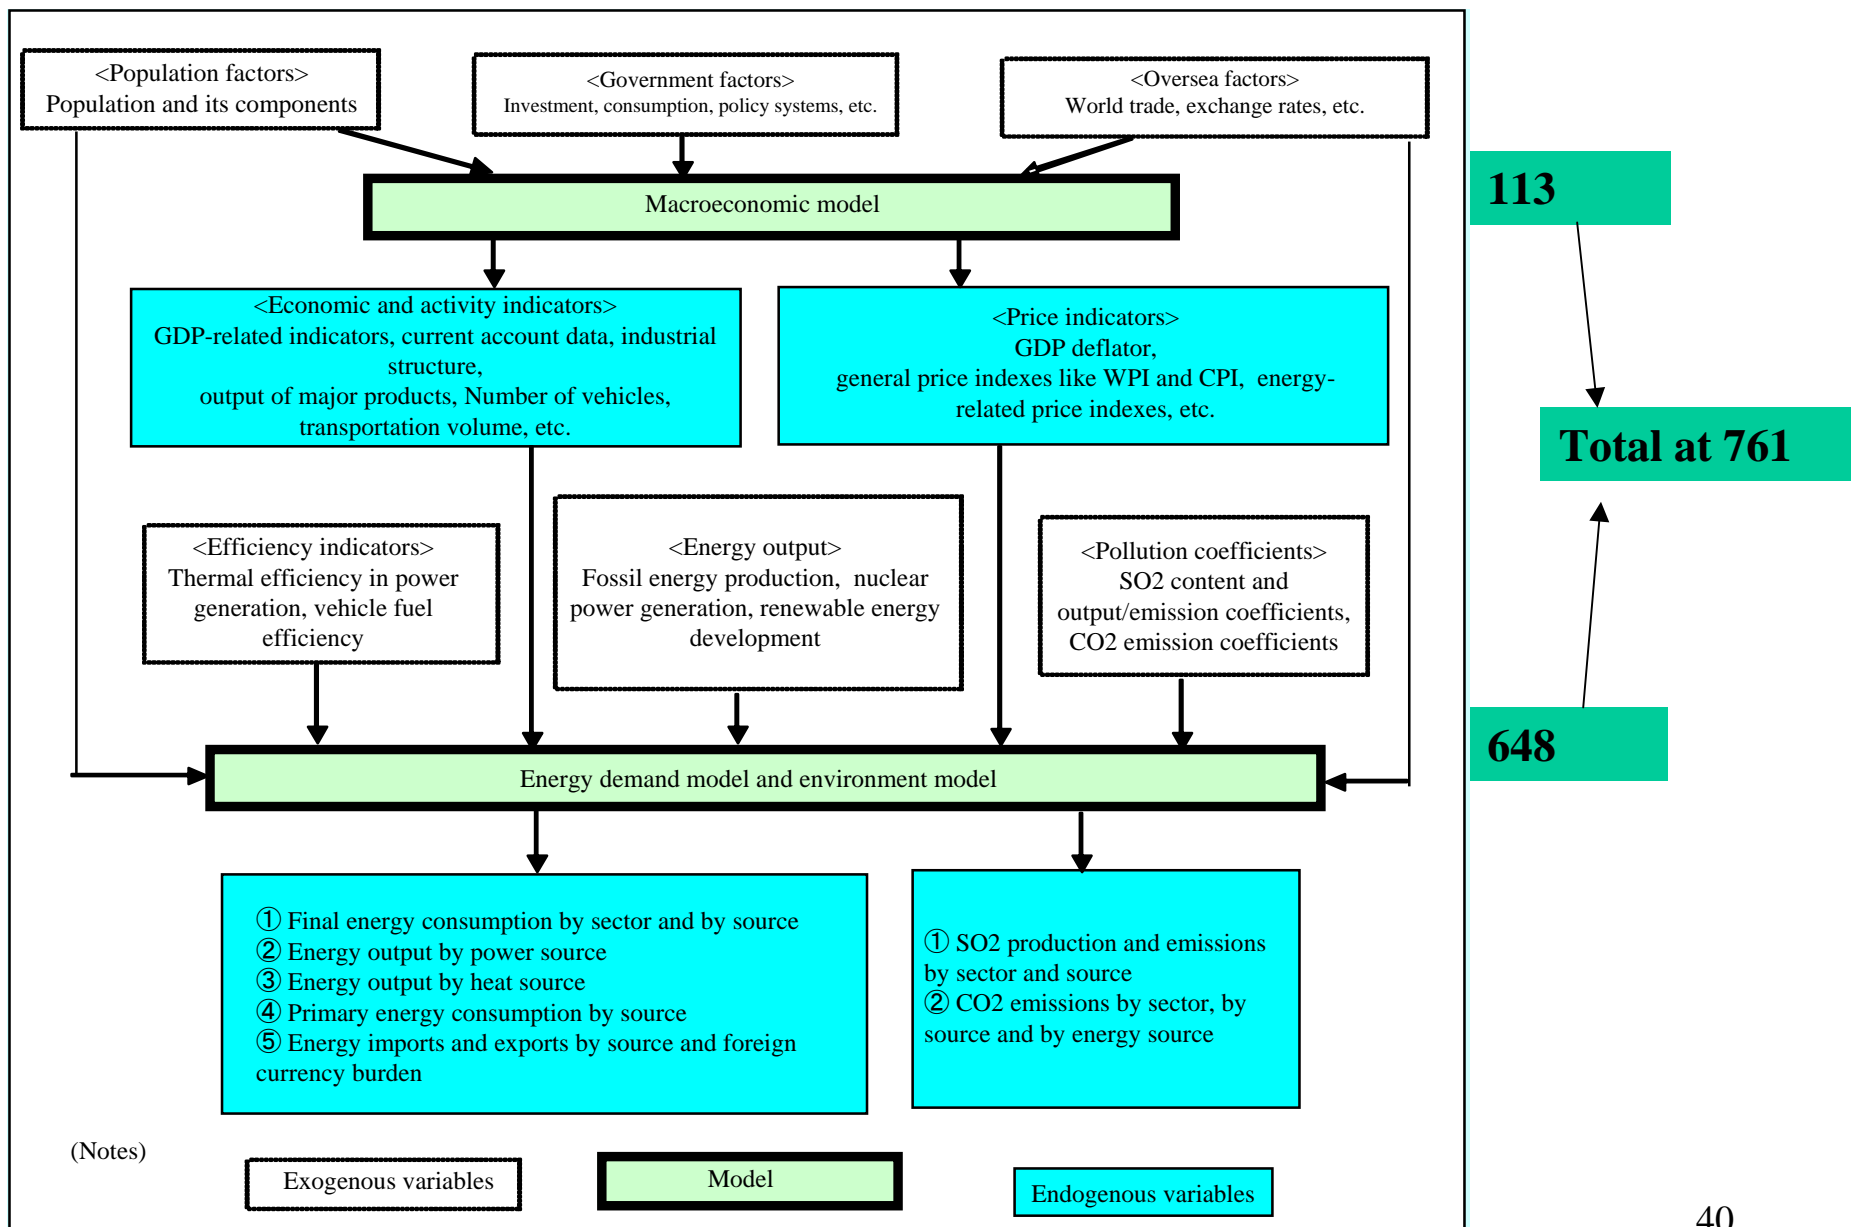 <Population factors>
Population and its components
<Government factors>
Investment, consumption, policy systems, etc.
<Oversea factors>
World trade, exchange rates, etc.
Macroeconomic model
113
<Economic and activity indicators>
GDP-related indicators, current account data, industrial
structure,
output of major products, Number of vehicles,
transportation volume, etc.
<Price indicators>
GDP deflator,
general price indexes like WPI and CPI, energy-
related price indexes, etc.
Total at 761
<Efficiency indicators>
Thermal efficiency in power
generation, vehicle fuel
efficiency
<Energy output>
Fossil energy production, nuclear
power generation, renewable energy
development
<Pollution coefficients>
SO2 content and
output/emission coefficients,
CO2 emission coefficients
648
Energy demand model and environment model
① Final energy consumption by sector and by source
② Energy output by power source
③ Energy output by heat source
④ Primary energy consumption by source
⑤ Energy imports and exports by source and foreign
currency burden
① SO2 production and emissions
by sector and source
② CO2 emissions by sector, by
source and by energy source
(Notes)
Exogenous variables
Model
Endogenous variables
40